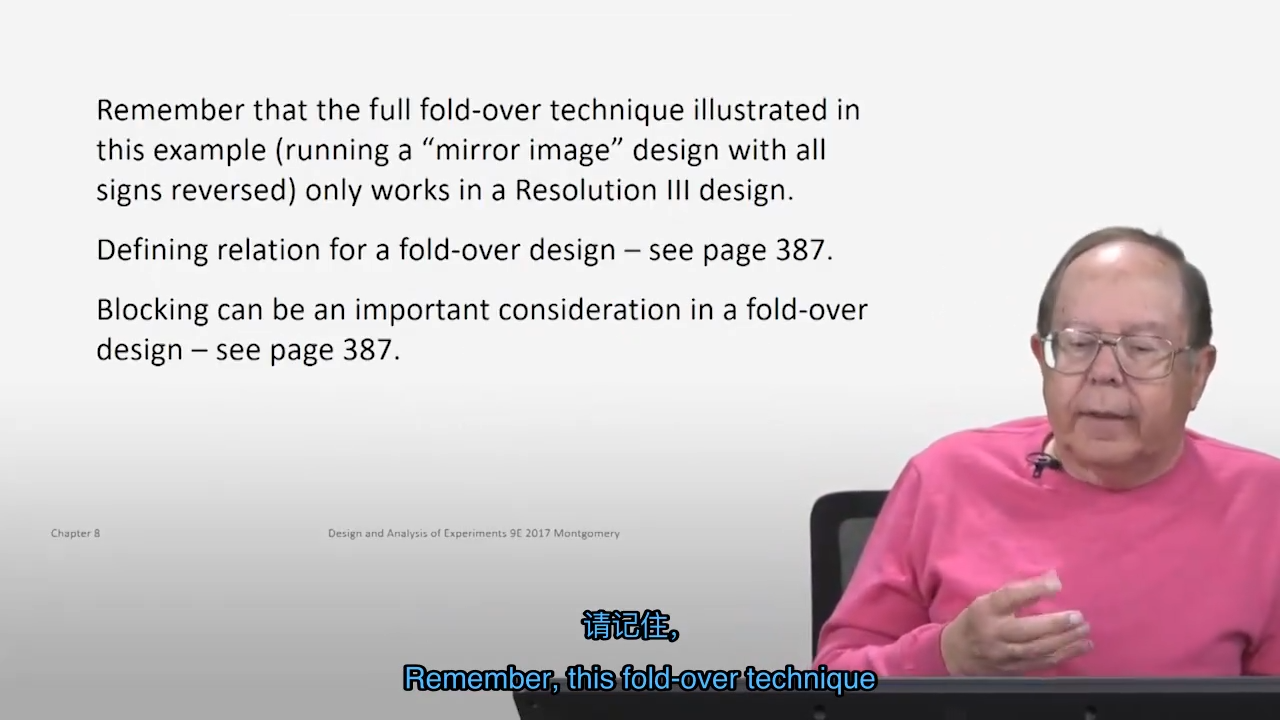 Remember that the full fold-over technique illustrated in
this example (running a “mirror image” design with all
signs reversed) only works in a Resolution III design.
Defining relation for a fold-over design – see page 387.
Blocking can be an important consideration in a fold-over
design – see page 387.
Chapter 8
Design and Analysis of Experiments 9E 2017 Montgomery
请记住，
Remember, this fold-over technique